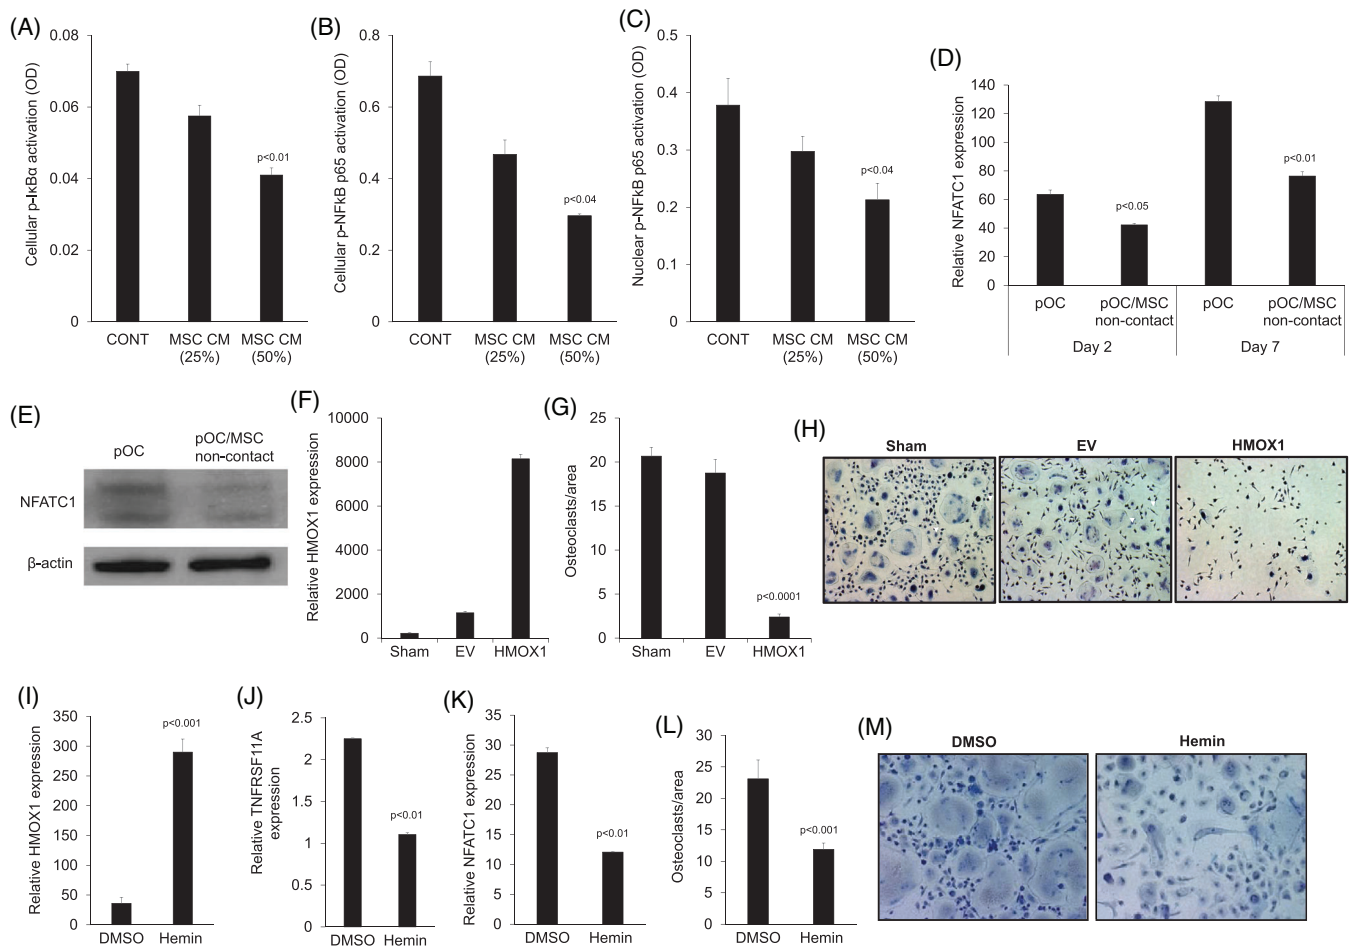 (A)
Cellular p-IκBα activation (OD)
0.08
0.06
0.04
0.02
0
p<0.01
CONT
MSC CM
(25%)
MSC CM
(50%)
(B)
Cellular p-NFkB p65 activation (OD)
0.8
0.6
0.4
0.2
0
p<0.04
CONT
MSC CM
(25%)
MSC CM
(50%)
(C)
Nuclear p-NFkB p65 activation (OD)
0.5
0.4
0.3
0.2
0.1
0
p<0.04
CONT
MSC CM
(25%)
MSC CM
(50%)
(D)
Relative NFATC1 expression
140
120
100
80
60
40
20
0
p<0.05
p<0.01
pOC
pOC/MSC
non-contact
pOC
pOC/MSC
non-contact
Day 2
Day 7
(E)
pOC
pOC/MSC
non-contact
NFATC1
β-actin
(F)
Relative HMOX1 expression
10000
8000
6000
4000
2000
0
Sham
EV
HMOX1
(G)
Osteoclasts/area
25
20
15
10
5
0
p<0.0001
Sham
EV
HMOX1
(H)
Sham
EV
HMOX1
(I)
Relative HMOX1 expression
350
300
250
200
150
100
50
0
p<0.001
DMSO
Hemin
(J)
Relative TNFRSF11A
expression
2.5
2
1.5
1
0.5
0
p<0.01
DMSO
Hemin
(K)
Relative NFATC1 expression
35
30
25
20
15
10
5
0
p<0.01
DMSO
Hemin
(L)
Osteoclasts/area
30
25
20
15
10
5
0
p<0.001
DMSO
Hemin
(M)
DMSO
Hemin